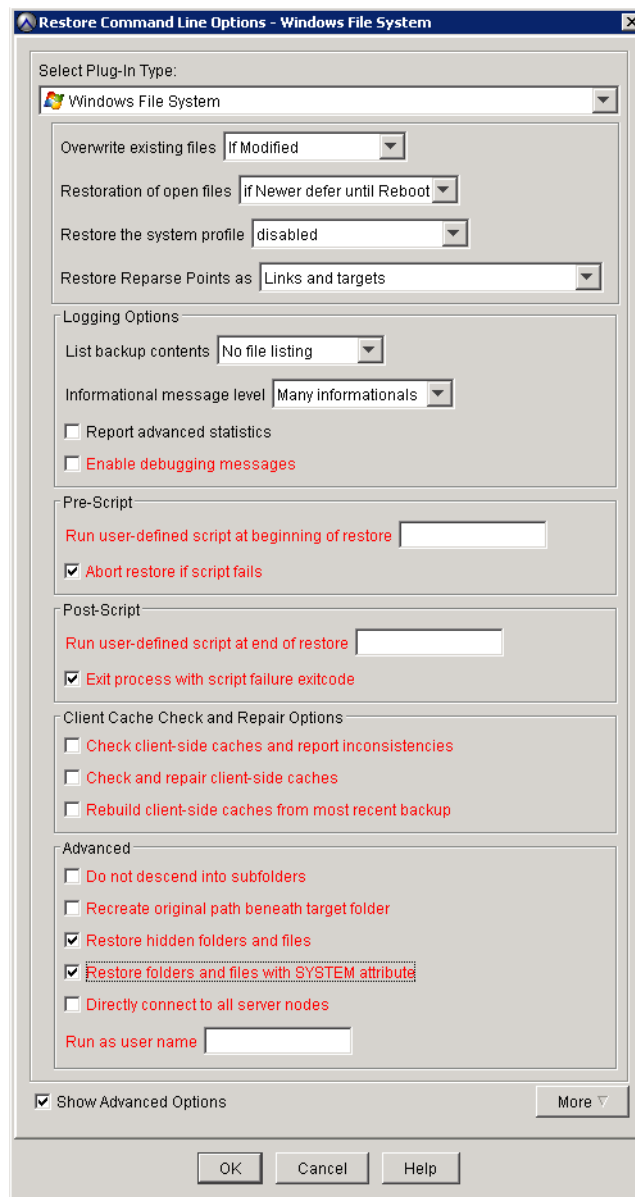 Restore Command Line Options - Windows File System
Select Plug-In Type:
Windows File System
Overwrite existing files If Modified
Restoration of open files if Newer defer until Reboot
Restore the system profile disabled
Restore Reparse Points as Links and targets
Logging Options
List backup contents No file listing
Informational message level Many informationals
Report advanced statistics
Enable debugging messages
Pre-Script
Run user-defined script at beginning of restore
Abort restore if script fails
Post-Script
Run user-defined script at end of restore
Exit process with script failure exitcode
Client Cache Check and Repair Options
Check client-side caches and report inconsistencies
Check and repair client-side caches
Rebuild client-side caches from most recent backup
Advanced
Do not descend into subfolders
Recreate original path beneath target folder
Restore hidden folders and files
Restore folders and files with SYSTEM attribute
Directly connect to all server nodes
Run as user name
Show Advanced Options More
OK Cancel Help